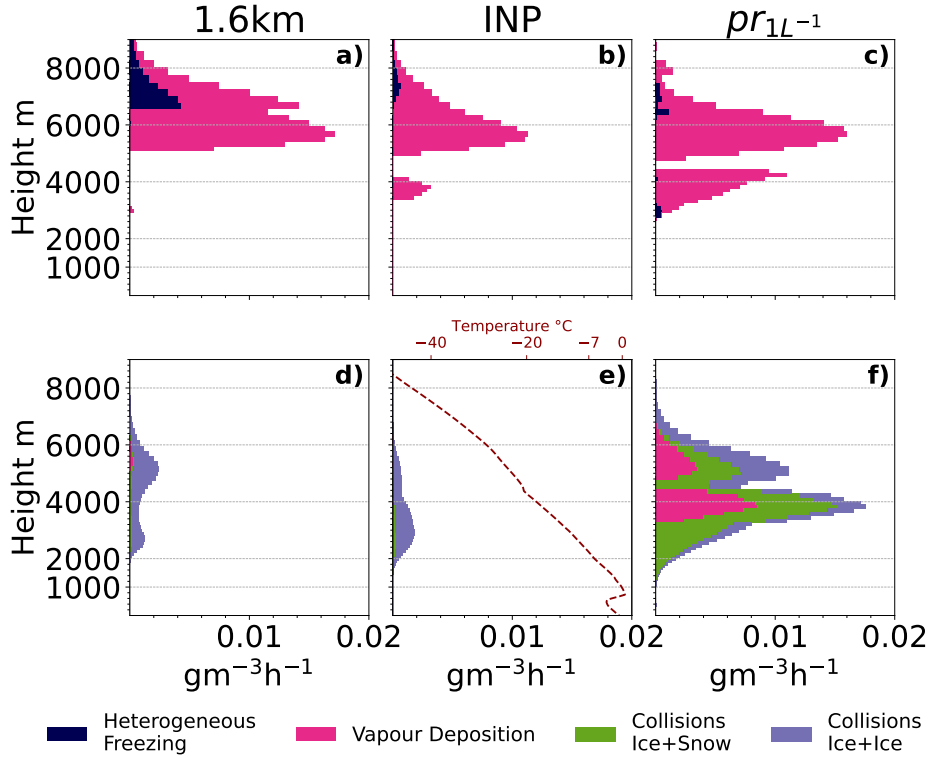 1.6km
INP
pr₁L⁻¹
a)
b)
c)
8000
6000
4000
2000
1000
Height m
Temperature °C
−40
−20
−7
0
d)
e)
f)
8000
6000
4000
2000
1000
Height m
0.01
0.02
0.01
0.02
0.01
0.02
gm⁻³h⁻¹
gm⁻³h⁻¹
gm⁻³h⁻¹
Heterogeneous
Freezing
Vapour Deposition
Collisions
Ice+Snow
Collisions
Ice+Ice